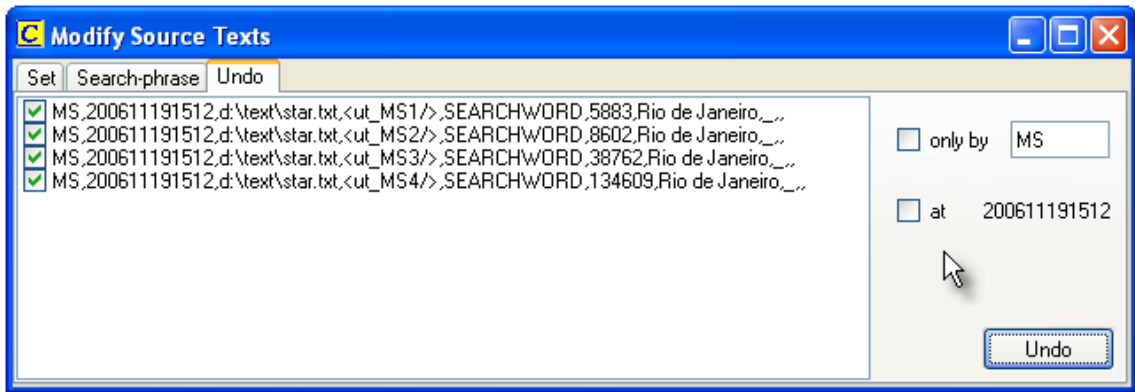 C Modify Source Texts
Set Search-phrase Undo
MS,200611191512,d:\text\star.txt,<ut_MS1/>,SEARCHWORD,5883,Rio de Janeiro,_,,
MS,200611191512,d:\text\star.txt,<ut_MS2/>,SEARCHWORD,8602,Rio de Janeiro,_,,
MS,200611191512,d:\text\star.txt,<ut_MS3/>,SEARCHWORD,38762,Rio de Janeiro,_,,
MS,200611191512,d:\text\star.txt,<ut_MS4/>,SEARCHWORD,134609,Rio de Janeiro,_,,
only by MS
at 200611191512
Undo